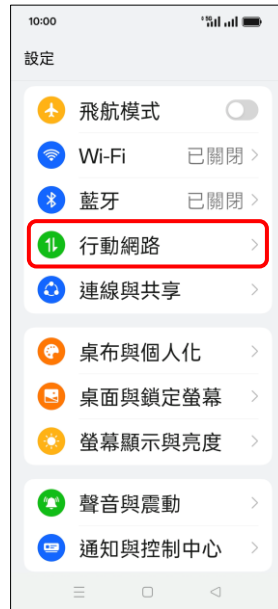 10:00 5G
設定
飛航模式
Wi-Fi 已關閉
藍牙 已關閉
行動網路
連線與共享
桌布與個人化
桌面與鎖定螢幕
螢幕顯示與亮度
聲音與震動
通知與控制中心